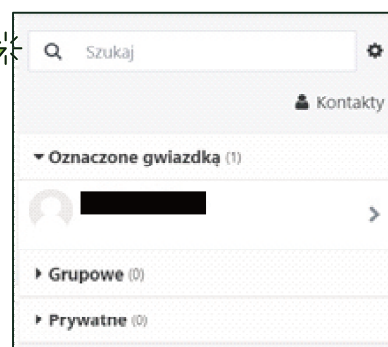 Szukaj
Kontakty
Oznaczone gwiazdką (1)
Grupowe (0)
Prywatne (0)